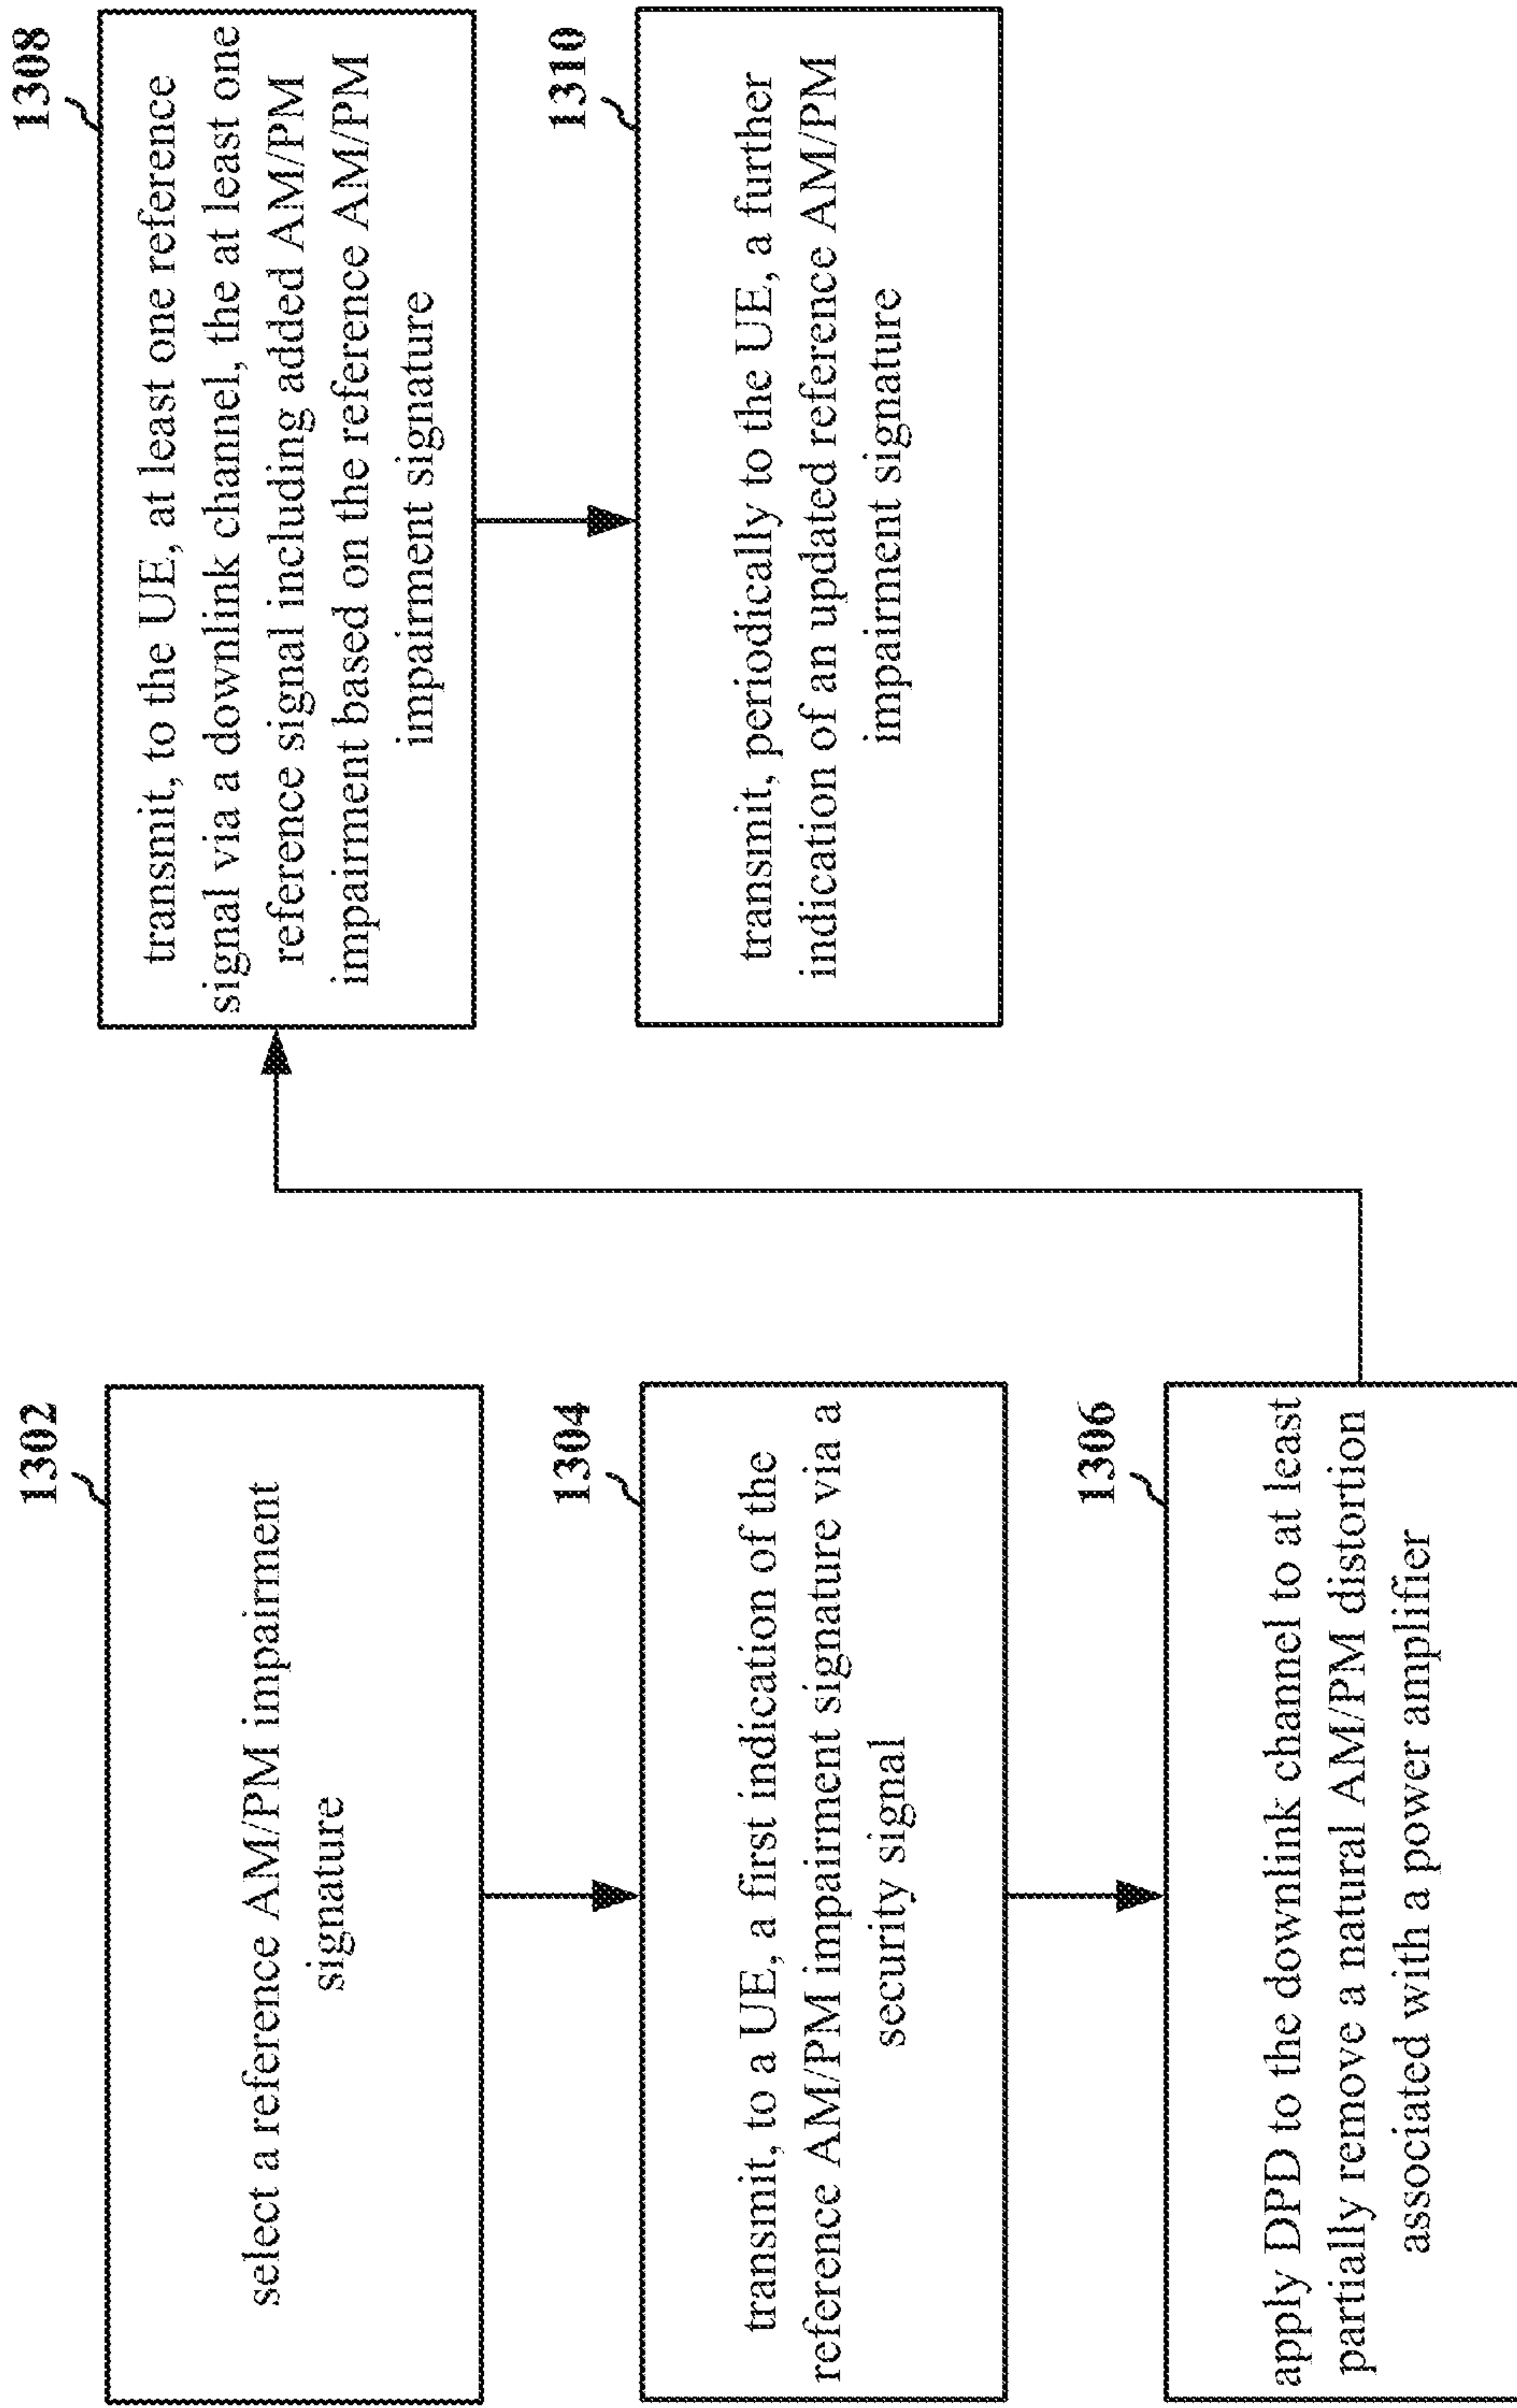 1302
select a reference AM/PM impairment
signature
1304
transmit, to a UE, a first indication of the
reference AM/PM impairment signature via a
security signal
1306
apply DPD to the downlink channel to at least
partially remove a natural AM/PM distortion
associated with a power amplifier
1308
transmit, to the UE, at least one reference
signal via a downlink channel, the at least one
reference signal including added AM/PM
impairment based on the reference AM/PM
impairment signature
1310
transmit, periodically to the UE, a further
indication of an updated reference AM/PM
impairment signature